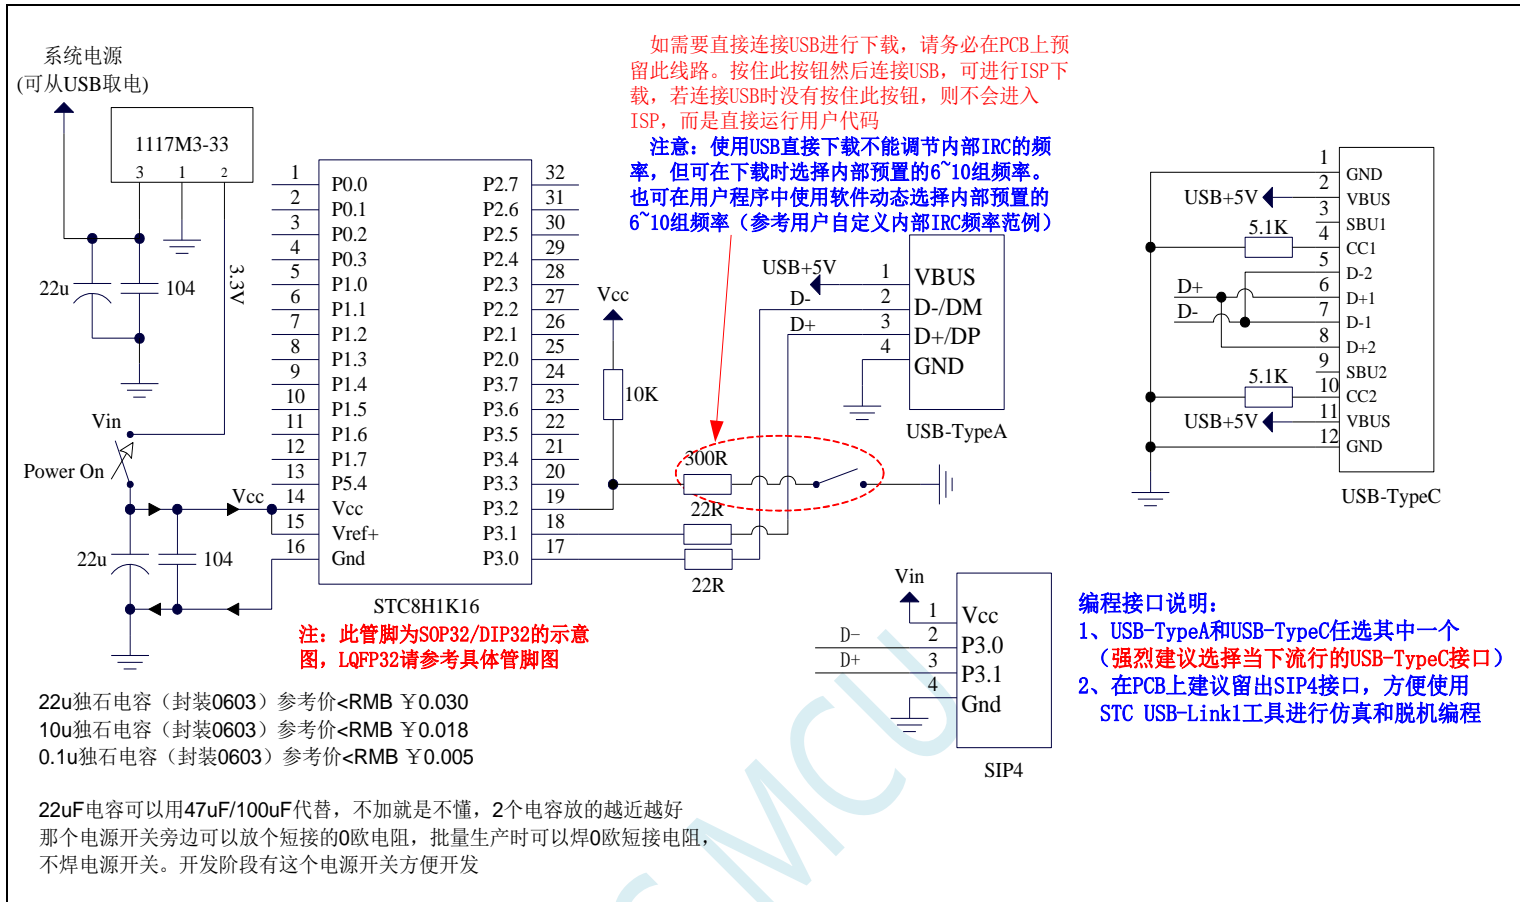 系统电源
(可从USB取电)
1117M3-33
3
1
2
22u
104
3.3V
Vin
Power On
Vcc
22u
104
1
P0.0
2
P0.1
3
P0.2
4
P0.3
5
P1.0
6
P1.1
7
P1.2
8
P1.3
9
P1.4
10
P1.5
11
P1.6
12
P1.7
13
P5.4
14
Vcc
15
Vref+
16
Gnd
32
P2.7
31
P2.6
30
P2.5
29
P2.4
28
P2.3
27
P2.2
26
P2.1
25
P2.0
24
P3.7
23
P3.6
22
P3.5
21
P3.4
20
P3.3
19
P3.2
18
P3.1
17
P3.0
STC8H1K16
注：此管脚为SOP32/DIP32的示意
图，LQFP32请参考具体管脚图
如需要直接连接USB进行下载，请务必在PCB上预
留此线路。按住此按钮然后连接USB，可进行ISP下
载，若连接USB时没有按住此按钮，则不会进入
ISP，而是直接运行用户代码
注意：使用USB直接下载不能调节内部IRC的频
率，但可在下载时选择内部预置的6~10组频率。
也可在用户程序中使用软件动态选择内部预置的
6~10组频率（参考用户自定义内部IRC频率范例）
Vcc
10K
300R
22R
22R
USB+5V
D-
D+
1
VBUS
2
D-/DM
3
D+/DP
4
GND
USB-TypeA
Vin
D-
D+
1
Vcc
2
P3.0
3
P3.1
4
Gnd
SIP4
1
GND
USB+5V
2
VBUS
3
SBU1
5.1K
4
CC1
5
D-2
D+
6
D+1
D-
7
D-1
8
D+2
9
SBU2
5.1K
10
CC2
USB+5V
11
VBUS
12
GND
USB-TypeC
编程接口说明：
1、USB-TypeA和USB-TypeC任选其中一个
（强烈建议选择当下流行的USB-TypeC接口）
2、在PCB上建议留出SIP4接口，方便使用
STC USB-Link1工具进行仿真和脱机编程
22u独石电容（封装0603）参考价<RMB ￥0.030
10u独石电容（封装0603）参考价<RMB ￥0.018
0.1u独石电容（封装0603）参考价<RMB ￥0.005
22uF电容可以用47uF/100uF代替，不加就是不懂，2个电容放的越近越好
那个电源开关旁边可以放个短接的0欧电阻，批量生产时可以焊0欧短接电阻，
不焊电源开关。开发阶段有这个电源开关方便开发
MCU